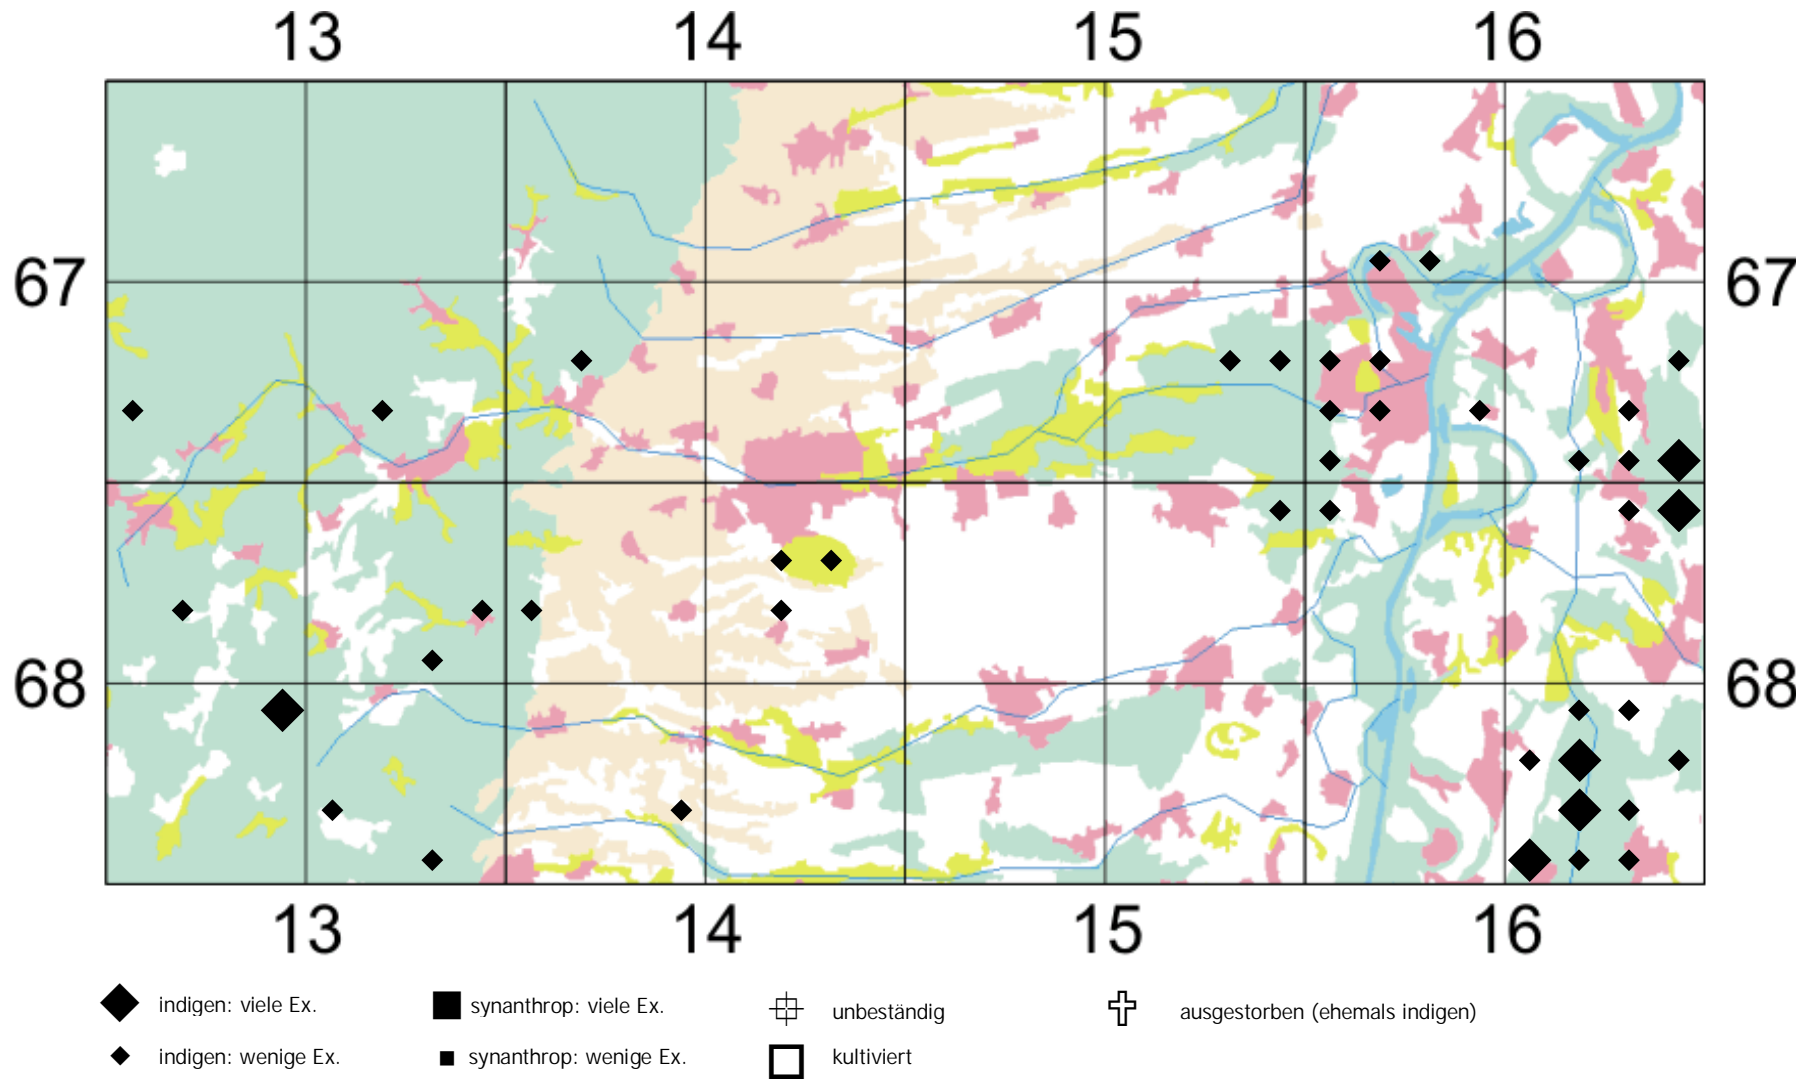 13 14 15 16
67 67
68 68
13 14 15 16
indigen: viele Ex. synanthrop: viele Ex. unbeständig ausgestorben (ehemals indigen)
indigen: wenige Ex. synanthrop: wenige Ex. kultiviert